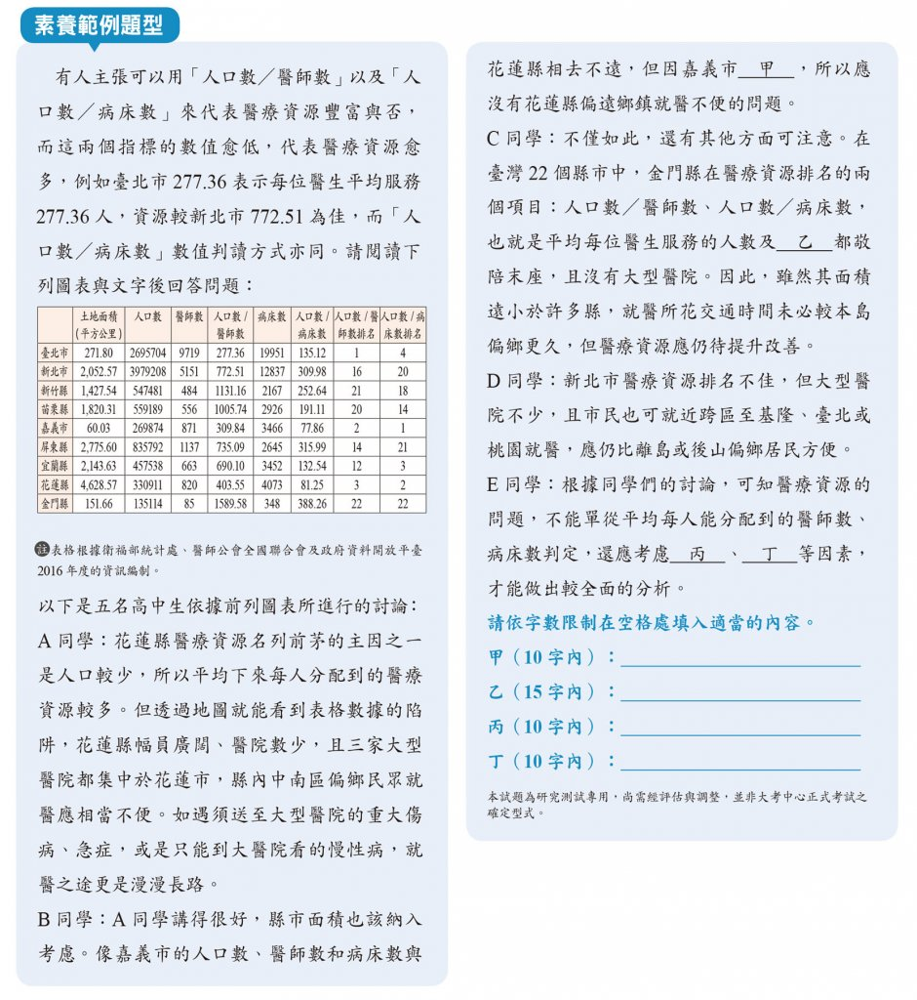 素養範例題型
有人主張可以用「人口數／醫師數」以及「人
口數／病床數」來代表醫療資源豐富與否，
而這兩個指標的數值愈低，代表醫療資源愈
多，例如臺北市 277.36 表示每位醫生平均服務
277.36 人，資源較新北市 772.51 為佳，而「人
口數／病床數」數值判讀方式亦同。請閱讀下
列圖表與文字後回答問題：
土地面積(平方公里) 人口數 醫師數 人口數/醫師數 病床數 人口數/病床數 人口數/醫師數排名 人口數/病床數排名
臺北市 271.80 2695704 9719 277.36 19951 135.12 1 4
新北市 2,052.57 3979208 5151 772.51 12837 309.98 16 20
新竹縣 1,427.54 547481 484 1131.16 2167 252.64 21 18
苗栗縣 1,820.31 559189 556 1005.74 2926 191.11 20 14
嘉義市 60.03 269874 871 309.84 3466 77.86 2 1
屏東縣 2,775.60 835792 1137 735.09 2645 315.99 14 21
宜蘭縣 2,143.63 457538 663 690.10 3452 132.54 12 3
花蓮縣 4,628.57 330911 820 403.55 4073 81.25 3 2
金門縣 151.66 135114 85 1589.58 348 388.26 22 22
註表格根據衛福部統計處、醫師公會全國聯合會及政府資料開放平臺
2016 年度的資訊編制。
以下是五名高中生依據前列圖表所進行的討論：
A 同學：花蓮縣醫療資源名列前茅的主因之一
是人口較少，所以平均下來每人分配到的醫療
資源較多。但透過地圖就能看到表格數據的陷
阱，花蓮縣幅員廣闊、醫院數少，且三家大型
醫院都集中於花蓮市，縣內中南區偏鄉民眾就
醫應相當不便。如遇須送至大型醫院的重大傷
病、急症，或是只能到大醫院看的慢性病，就
醫之途更是漫漫長路。
B 同學：A 同學講得很好，縣市面積也該納入
考慮。像嘉義市的人口數、醫師數和病床數與
花蓮縣相去不遠，但因嘉義市＿甲＿，所以應
沒有花蓮縣偏遠鄉鎮就醫不便的問題。
C 同學：不僅如此，還有其他方面可注意。在
臺灣 22 個縣市中，金門縣在醫療資源排名的兩
個項目：人口數／醫師數、人口數／病床數，
也就是平均每位醫生服務的人數及＿乙＿都敬
陪末座，且沒有大型醫院。因此，雖然其面積
遠小於許多縣，就醫所花交通時間未必較本島
偏鄉更久，但醫療資源應仍待提升改善。
D 同學：新北市醫療資源排名不佳，但大型醫
院不少，且市民也可就近跨區至基隆、臺北或
桃園就醫，應仍比離島或後山偏鄉居民方便。
E 同學：根據同學們的討論，可知醫療資源的
問題，不能單從平均每人能分配到的醫師數、
病床數判定，還應考慮＿丙＿、＿丁＿等因素，
才能做出較全面的分析。
請依字數限制在空格處填入適當的內容。
甲（10 字內）：
乙（15 字內）：
丙（10 字內）：
丁（10 字內）：
本試題為研究測試專用，尚需經評估與調整，並非大考中心正式考試之
確定型式。